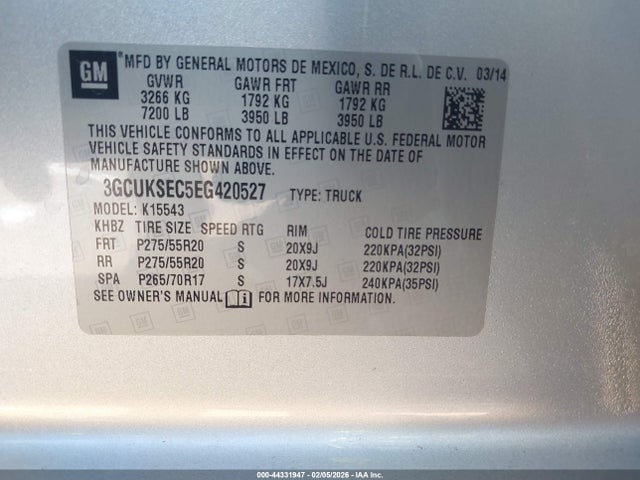 GM
MFD BY GENERAL MOTORS DE MEXICO, S. DE R.L. DE C.V. 03/14
GVWR GAWR FRT GAWR RR
3266 KG 1792 KG 1792 KG
7200 LB 3950 LB 3950 LB
THIS VEHICLE CONFORMS TO ALL APPLICABLE U.S. FEDERAL MOTOR
VEHICLE SAFETY STANDARDS IN EFFECT ON THE DATE OF
MANUFACTURE SHOWN ABOVE.
3GCUKSEC5EG420527 TYPE: TRUCK
MODEL: K15543
KHBZ TIRE SIZE SPEED RTG RIM COLD TIRE PRESSURE
FRT P275/55R20 S 20X9J 220KPA(32PSI)
RR P275/55R20 S 20X9J 220KPA(32PSI)
SPA P265/70R17 S 17X7.5J 240KPA(35PSI)
SEE OWNER'S MANUAL FOR MORE INFORMATION.
000-44331947 - 02/05/2026 - IAAI, Inc.